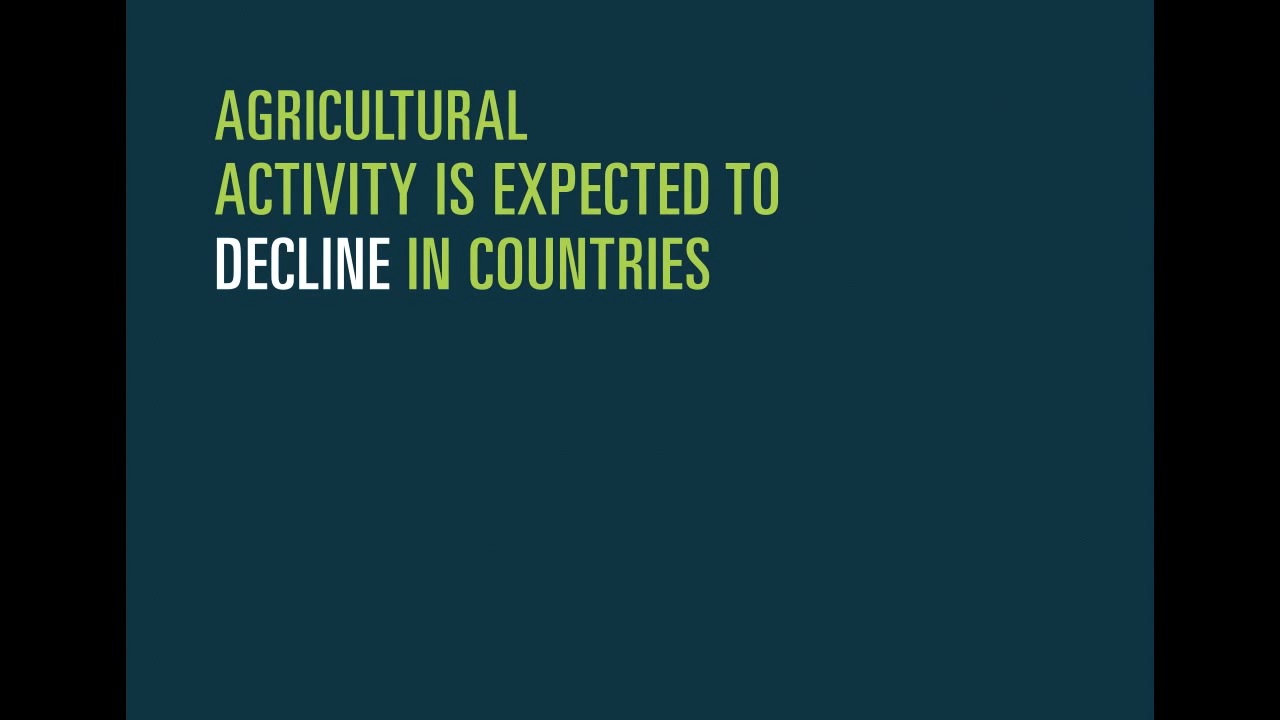 AGRICULTURAL
ACTIVITY IS EXPECTED TO
DECLINE IN COUNTRIES